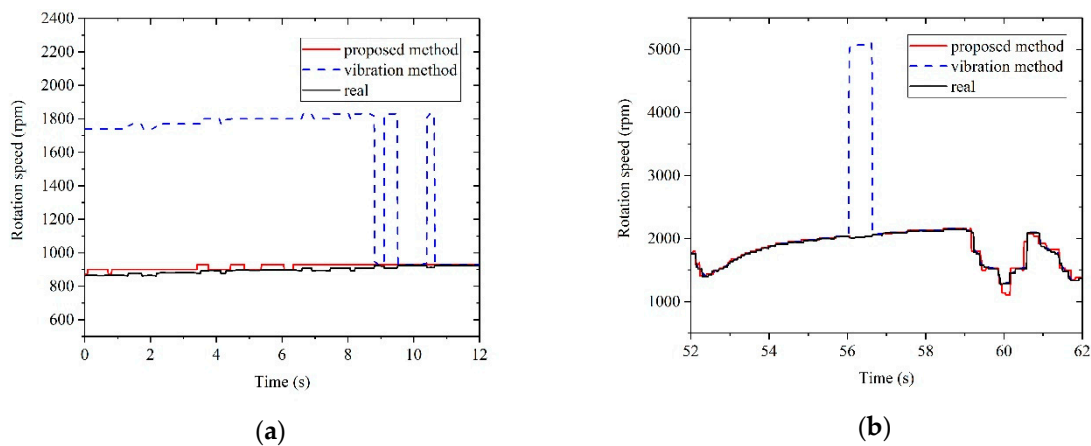 2400
2200
2000
1800
1600
1400
1200
1000
800
600
Rotation speed (rpm)
proposed method
vibration method
real
0 2 4 6 8 10 12
Time (s)
(a)
5000
4000
3000
2000
1000
Rotation speed (rpm)
proposed method
vibration method
real
52 54 56 58 60 62
Time (s)
(b)